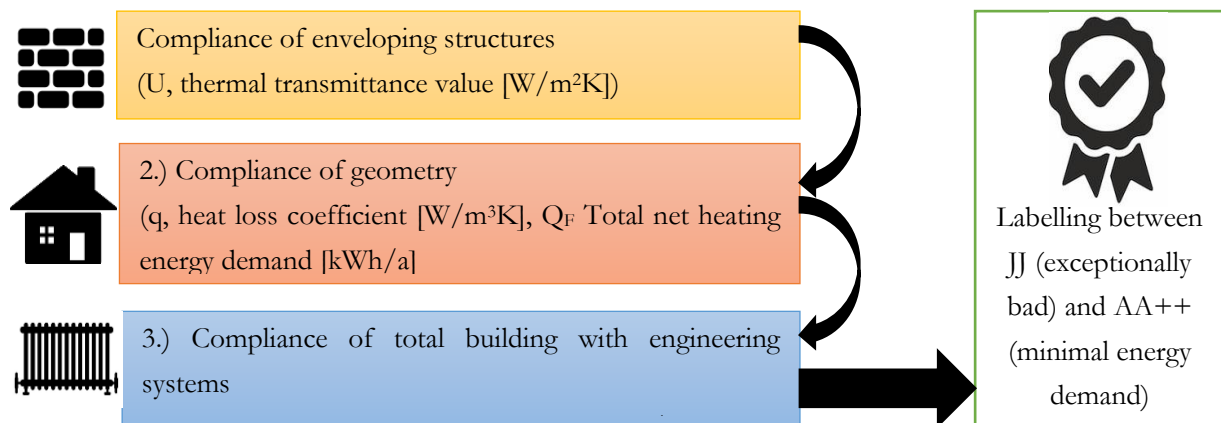 Compliance of enveloping structures
(U, thermal transmittance value [W/m²K])
2.) Compliance of geometry
(q, heat loss coefficient [W/m³K], Q_F Total net heating
energy demand [kWh/a]
3.) Compliance of total building with engineering
systems
Labelling between
JJ (exceptionally
bad) and AA++
(minimal energy
demand)